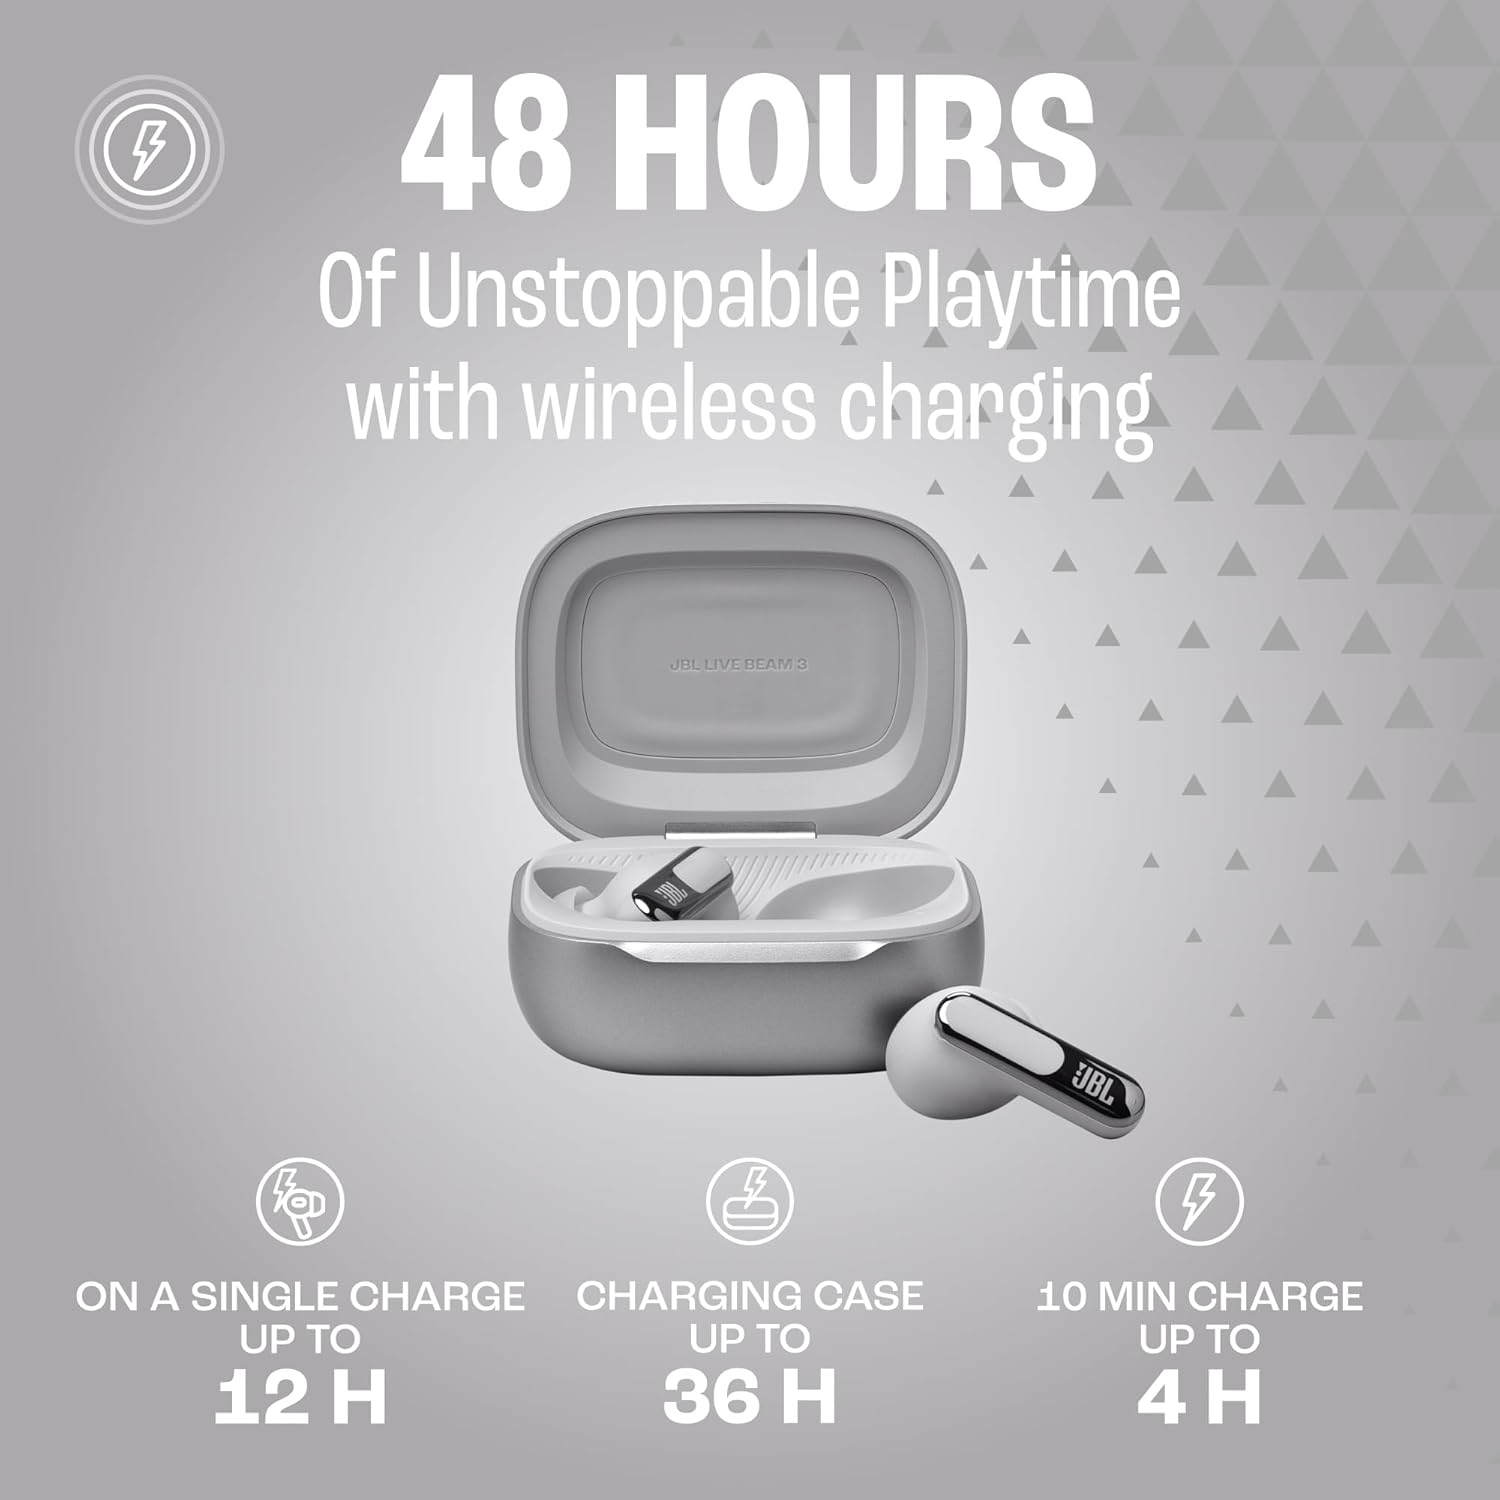 48 HOURS
Of Unstoppable Playtime
with wireless charging
JBL LIVE BEAM 3
JBL
JBL
ON A SINGLE CHARGE
UP TO
12 H
CHARGING CASE
UP TO
36 H
10 MIN CHARGE
UP TO
4 H